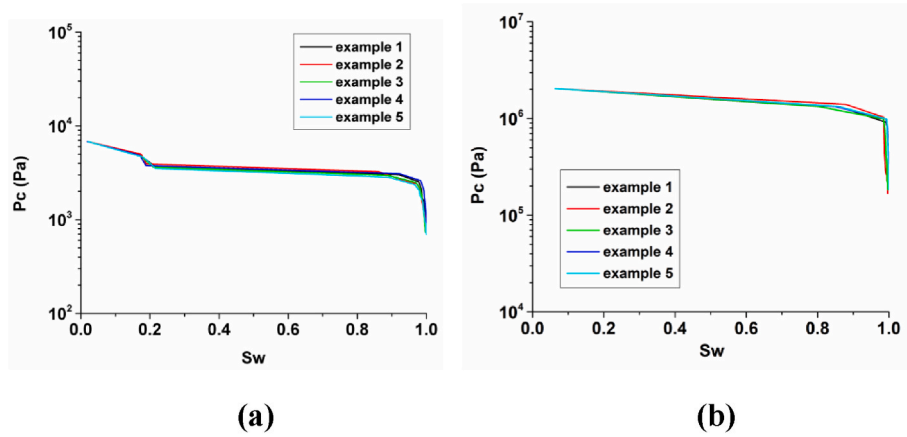 10^5
10^4
10^3
10^2
Pc (Pa)
example 1
example 2
example 3
example 4
example 5
0.0 0.2 0.4 0.6 0.8 1.0
Sw
(a)
10^7
10^6
10^5
10^4
Pc (Pa)
example 1
example 2
example 3
example 4
example 5
0.0 0.2 0.4 0.6 0.8 1.0
Sw
(b)